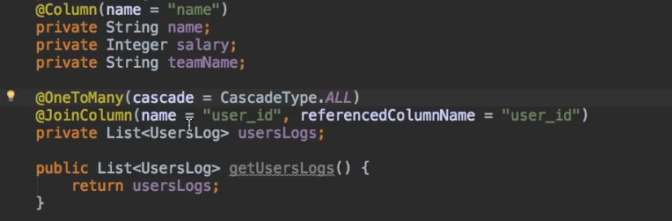 @Column(name = "name")
private String name;
private Integer salary;
private String teamName;
@OneToMany(cascade = CascadeType.ALL)
@JoinColumn(name = "user_id", referencedColumnName = "user_id")
private List<UsersLog> usersLogs;
public List<UsersLog> getUsersLogs() {
return usersLogs;
}